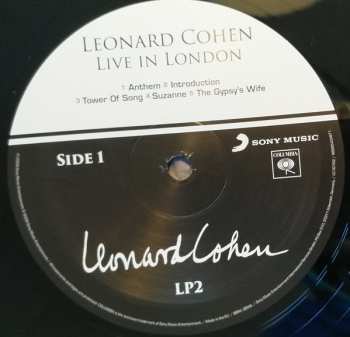 LEONARD COHEN
LIVE IN LONDON
1 Anthem 2 Introduction
3 Tower Of Song 4 Suzanne 5 The Gypsy's Wife
SIDE 1
SONY MUSIC
COLUMBIA
Leonard Cohen
LP2